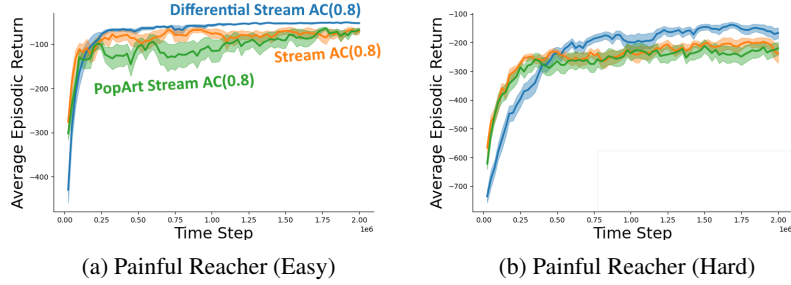 Differential Stream AC(0.8)
Stream AC(0.8)
PopArt Stream AC(0.8)
Average Episodic Return
−100
−200
−300
−400
0.00 0.25 0.50 0.75 1.00 1.25 1.50 1.75 2.00
1e6
Time Step
(a) Painful Reacher (Easy)
Average Episodic Return
−100
−200
−300
−400
−500
−600
−700
0.00 0.25 0.50 0.75 1.00 1.25 1.50 1.75 2.00
1e6
Time Step
(b) Painful Reacher (Hard)